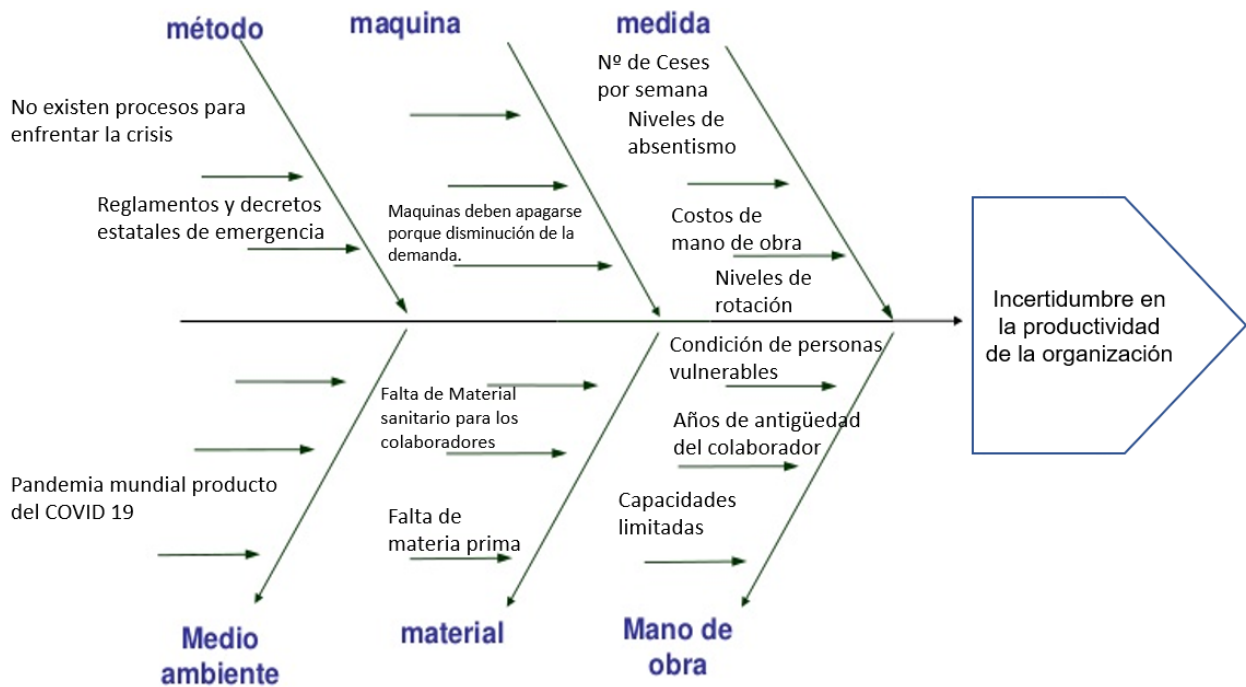 método
maquina
medida
No existen procesos para
enfrentar la crisis
Reglamentos y decretos
estatales de emergencia
Maquinas deben apagarse
porque disminución de la
demanda.
Nº de Ceses
por semana
Niveles de
absentismo
Costos de
mano de obra
Niveles de
rotación
Incertidumbre en
la productividad
de la organización
Pandemia mundial producto
del COVID 19
Falta de Material
sanitario para los
colaboradores
Falta de
materia prima
Condición de personas
vulnerables
Años de antigüedad
del colaborador
Capacidades
limitadas
Medio
ambiente
material
Mano de
obra